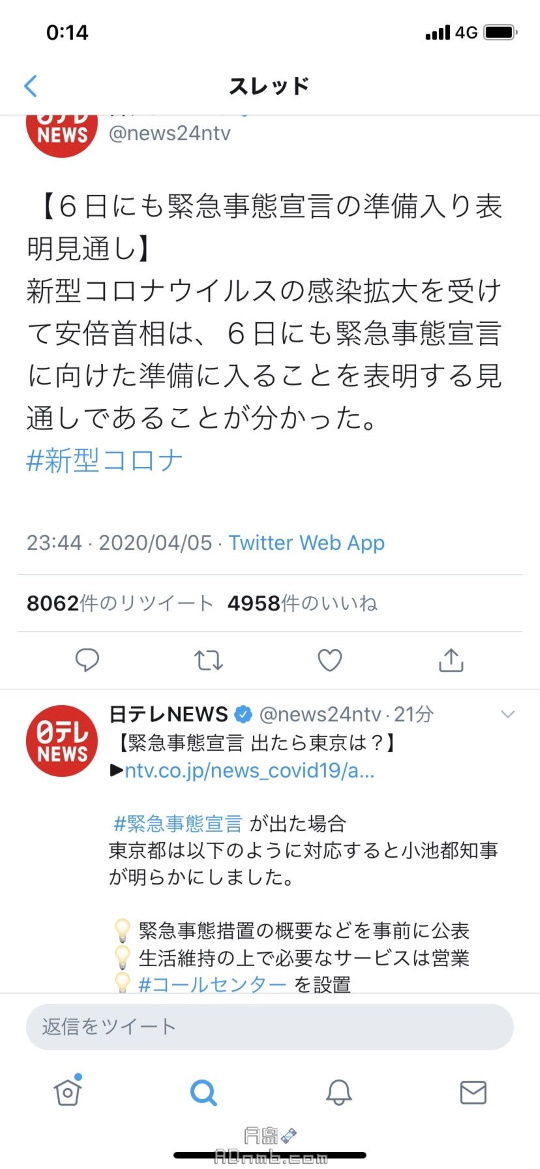 0:14
4G
スレッド
NEWS
@news24ntv
【６日にも緊急事態宣言の準備入り表
明見通し】
新型コロナウイルスの感染拡大を受け
て安倍首相は、６日にも緊急事態宣言
に向けた準備に入ることを表明する見
通しであることが分かった。
#新型コロナ
23:44 · 2020/04/05 · Twitter Web App
8062件のリツイート 4958件のいいね
日テレ
NEWS
日テレNEWS @news24ntv · 21分
【緊急事態宣言 出たら東京は？】
▶ntv.co.jp/news_covid19/a...
#緊急事態宣言 が出た場合
東京都は以下のように対応すると小池都知事
が明らかにしました。
💡 緊急事態措置の概要などを事前に公表
💡 生活維持の上で必要なサービスは営業
💡 #コールセンター を設置
返信をツイート
ADnmb.com